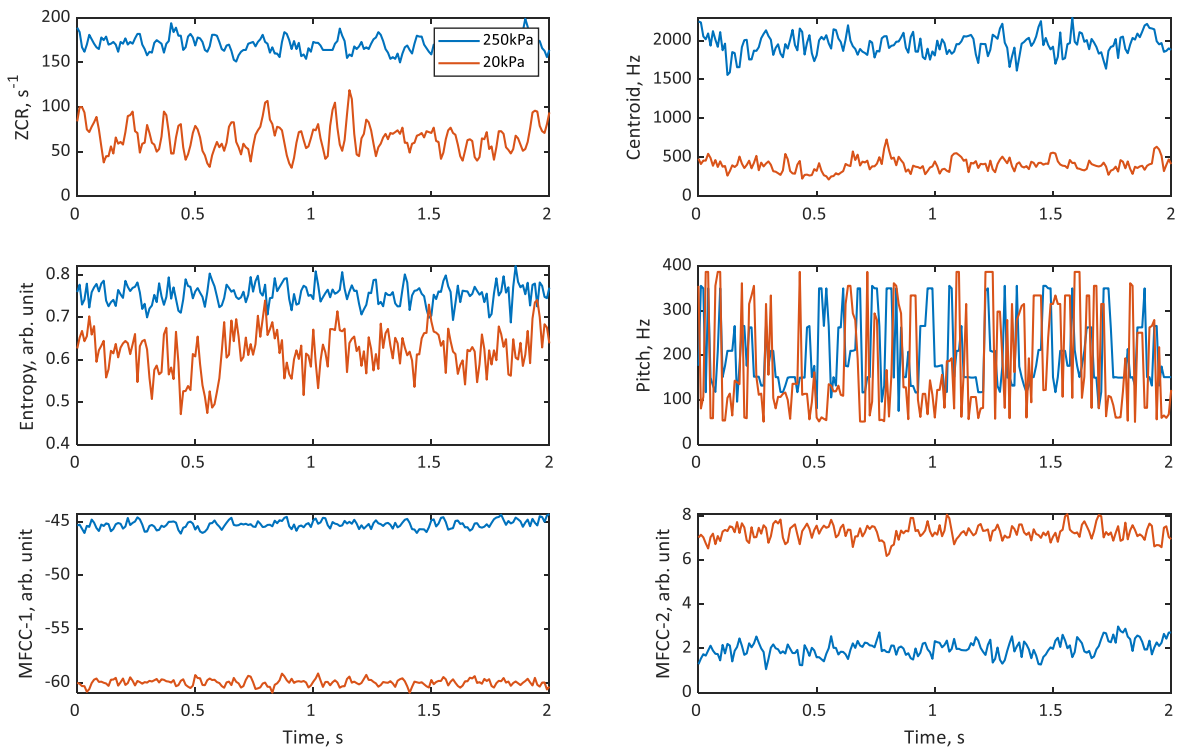 200
150
100
50
0
ZCR, s-1
250kPa
20kPa
0 0.5 1 1.5 2
2000
1500
1000
500
0
Centroid, Hz
0 0.5 1 1.5 2
0.8
0.7
0.6
0.5
0.4
Entropy, arb. unit
0 0.5 1 1.5 2
400
300
200
100
0
Pitch, Hz
0 0.5 1 1.5 2
-45
-50
-55
-60
MFCC-1, arb. unit
0 0.5 1 1.5 2
Time, s
8
6
4
2
0
MFCC-2, arb. unit
0 0.5 1 1.5 2
Time, s